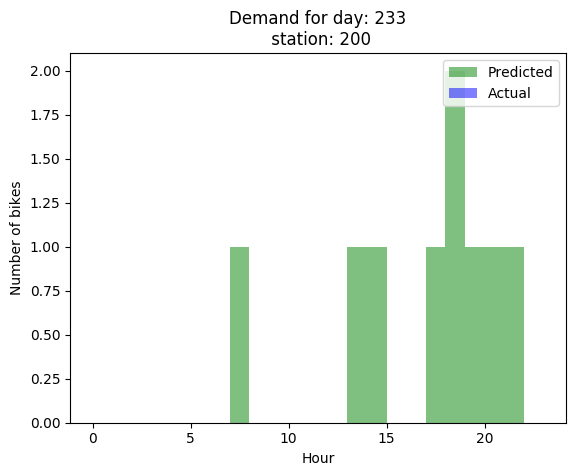 Demand for day: 233
station: 200
Predicted
Actual
2.00
1.75
1.50
1.25
1.00
0.75
0.50
0.25
0.00
Number of bikes
0 5 10 15 20
Hour